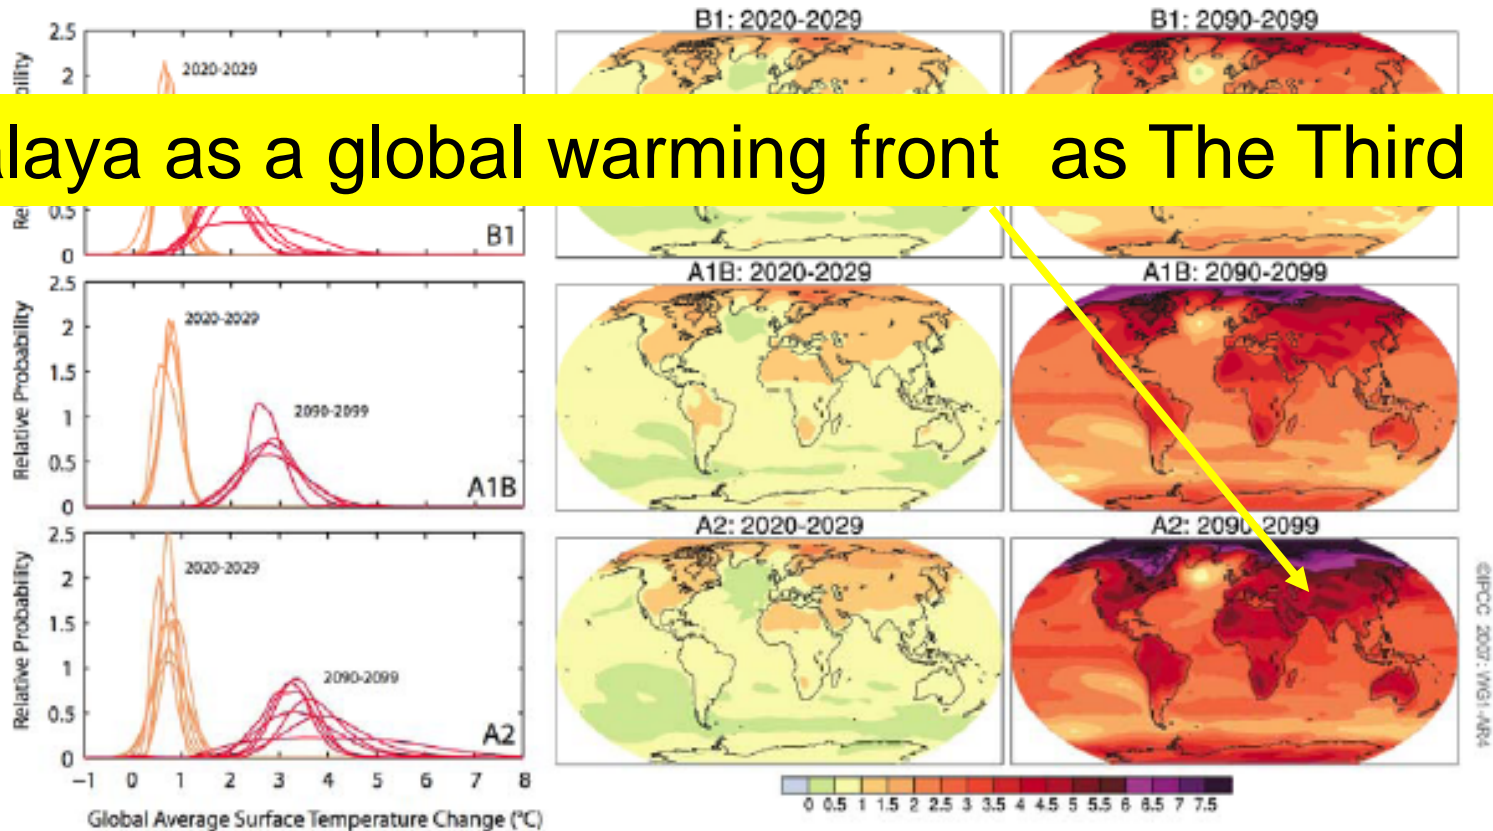 B1: 2020-2029
B1: 2090-2099
2.5
2020-2029
2
alaya as a global warming front as The Third
0.5
0
B1
A1B: 2020-2029
A1B: 2090-2099
2.5
2020-2029
2
1.5
2090-2099
1
0.5
A1B
0
Relative Probability
A2: 2020-2029
A2: 2090-2099
2.5
2020-2029
2
1.5
1
2090-2099
0.5
A2
0
Relative Probability
-1 0 1 2 3 4 5 6 7 8
Global Average Surface Temperature Change (°C)
0 0.5 1 1.5 2 2.5 3 3.5 4 4.5 5 5.5 6 6.5 7 7.5
©IPCC 2007: WG1-AR4